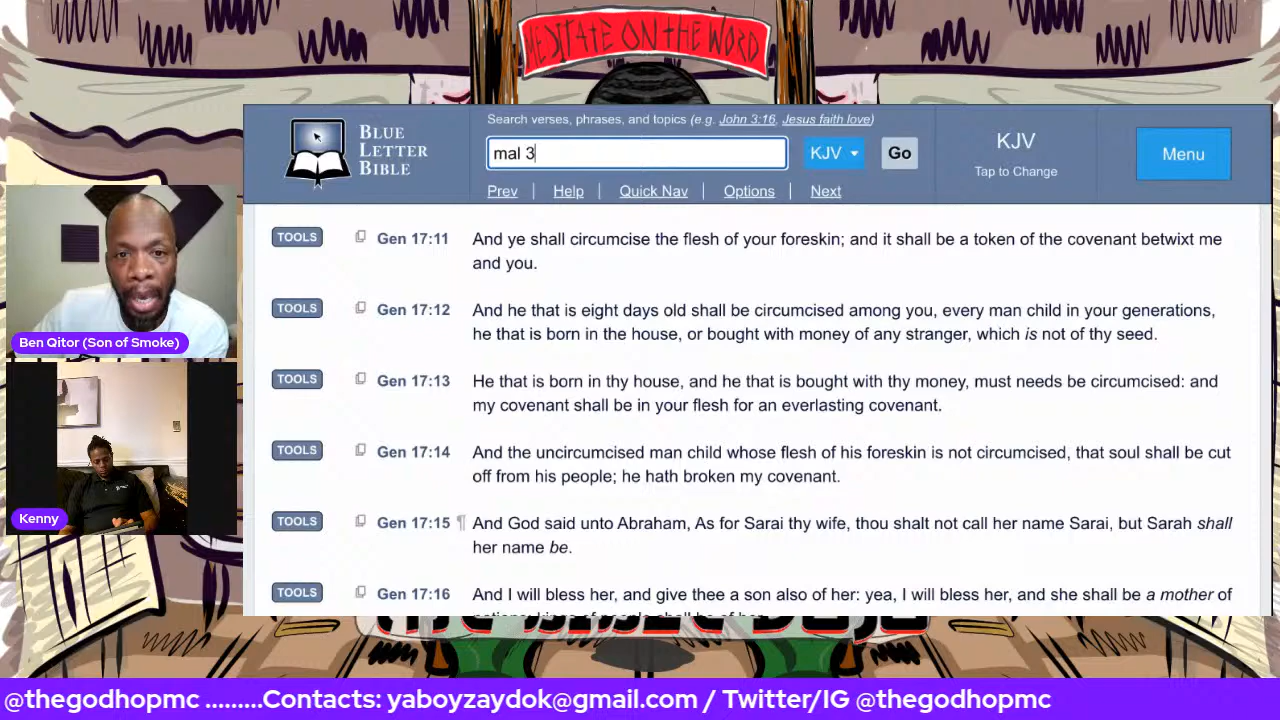 MEDITATE ON THE WORD
BLUE
LETTER
BIBLE
Search verses, phrases, and topics (e.g. John 3:16, Jesus faith love)
mal 3
KJV
Go
Prev | Help | Quick Nav | Options | Next
KJV
Tap to Change
Menu
TOOLS Gen 17:11 And ye shall circumcise the flesh of your foreskin; and it shall be a token of the covenant betwixt me
and you.
TOOLS Gen 17:12 And he that is eight days old shall be circumcised among you, every man child in your generations,
he that is born in the house, or bought with money of any stranger, which is not of thy seed.
TOOLS Gen 17:13 He that is born in thy house, and he that is bought with thy money, must needs be circumcised: and
my covenant shall be in your flesh for an everlasting covenant.
TOOLS Gen 17:14 And the uncircumcised man child whose flesh of his foreskin is not circumcised, that soul shall be cut
off from his people; he hath broken my covenant.
TOOLS Gen 17:15 ¶ And God said unto Abraham, As for Sarai thy wife, thou shalt not call her name Sarai, but Sarah shall
her name be.
TOOLS Gen 17:16 And I will bless her, and give thee a son also of her: yea, I will bless her, and she shall be a mother of
Ben Qitor (Son of Smoke)
Kenny
@thegodhopmc .........Contacts: yaboyzaydok@gmail.com / Twitter/IG @thegodhopmc